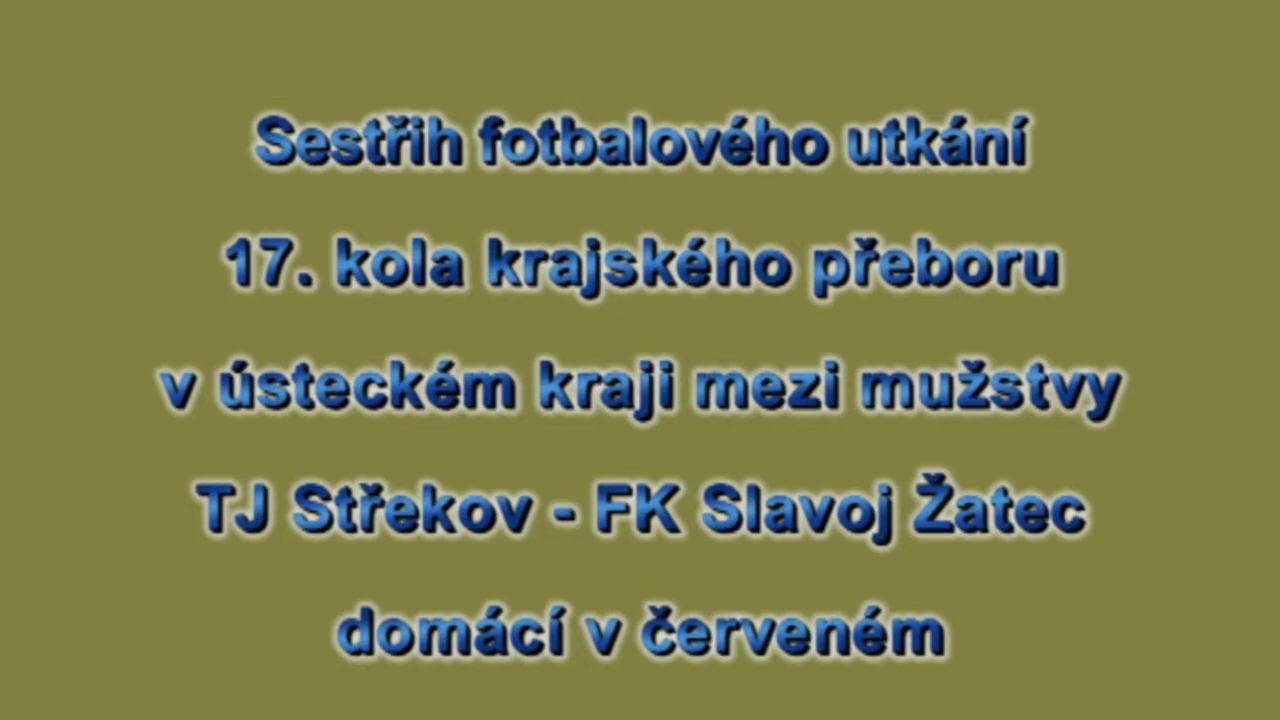 Sestřih fotbalového utkání
17. kola krajského přeboru
v ústeckém kraji mezi mužstvy
TJ Střekov - FK Slavoj Žatec
domácí v červeném